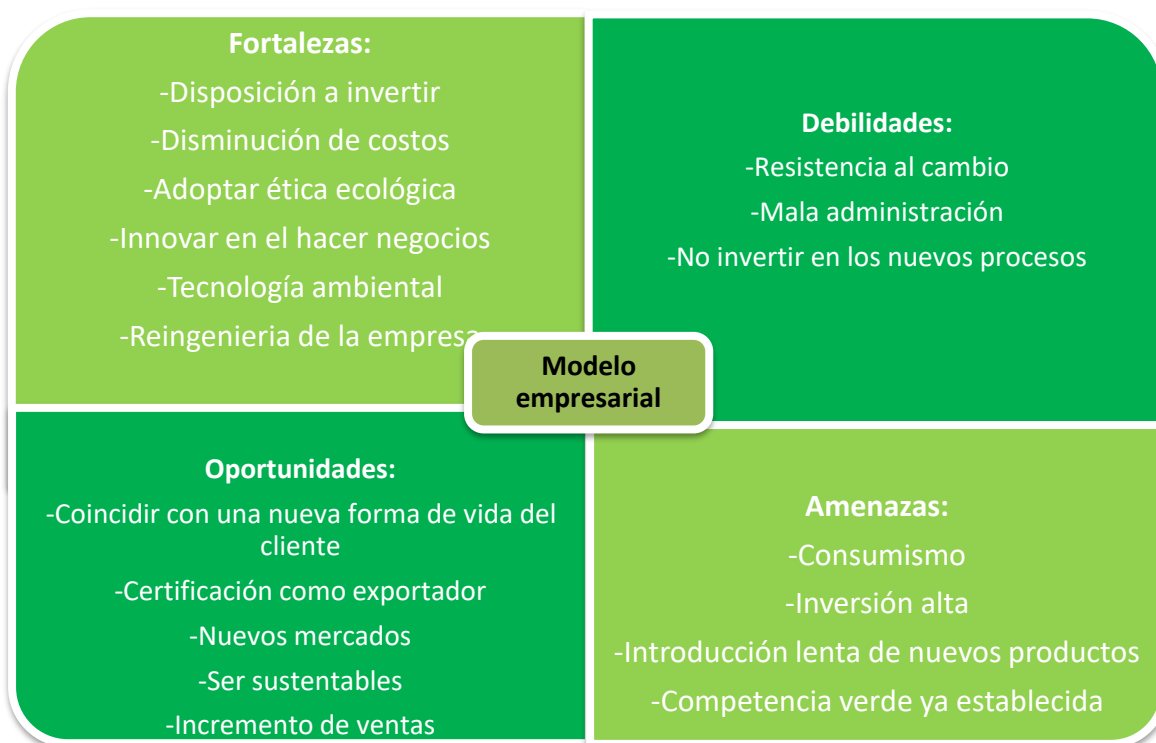 Fortalezas:
-Disposición a invertir
-Disminución de costos
-Adoptar ética ecológica
-Innovar en el hacer negocios
-Tecnología ambiental
-Reingenieria de la empresa
Debilidades:
-Resistencia al cambio
-Mala administración
-No invertir en los nuevos procesos
Modelo
empresarial
Oportunidades:
-Coincidir con una nueva forma de vida del
cliente
-Certificación como exportador
-Nuevos mercados
-Ser sustentables
-Incremento de ventas
Amenazas:
-Consumismo
-Inversión alta
-Introducción lenta de nuevos productos
-Competencia verde ya establecida